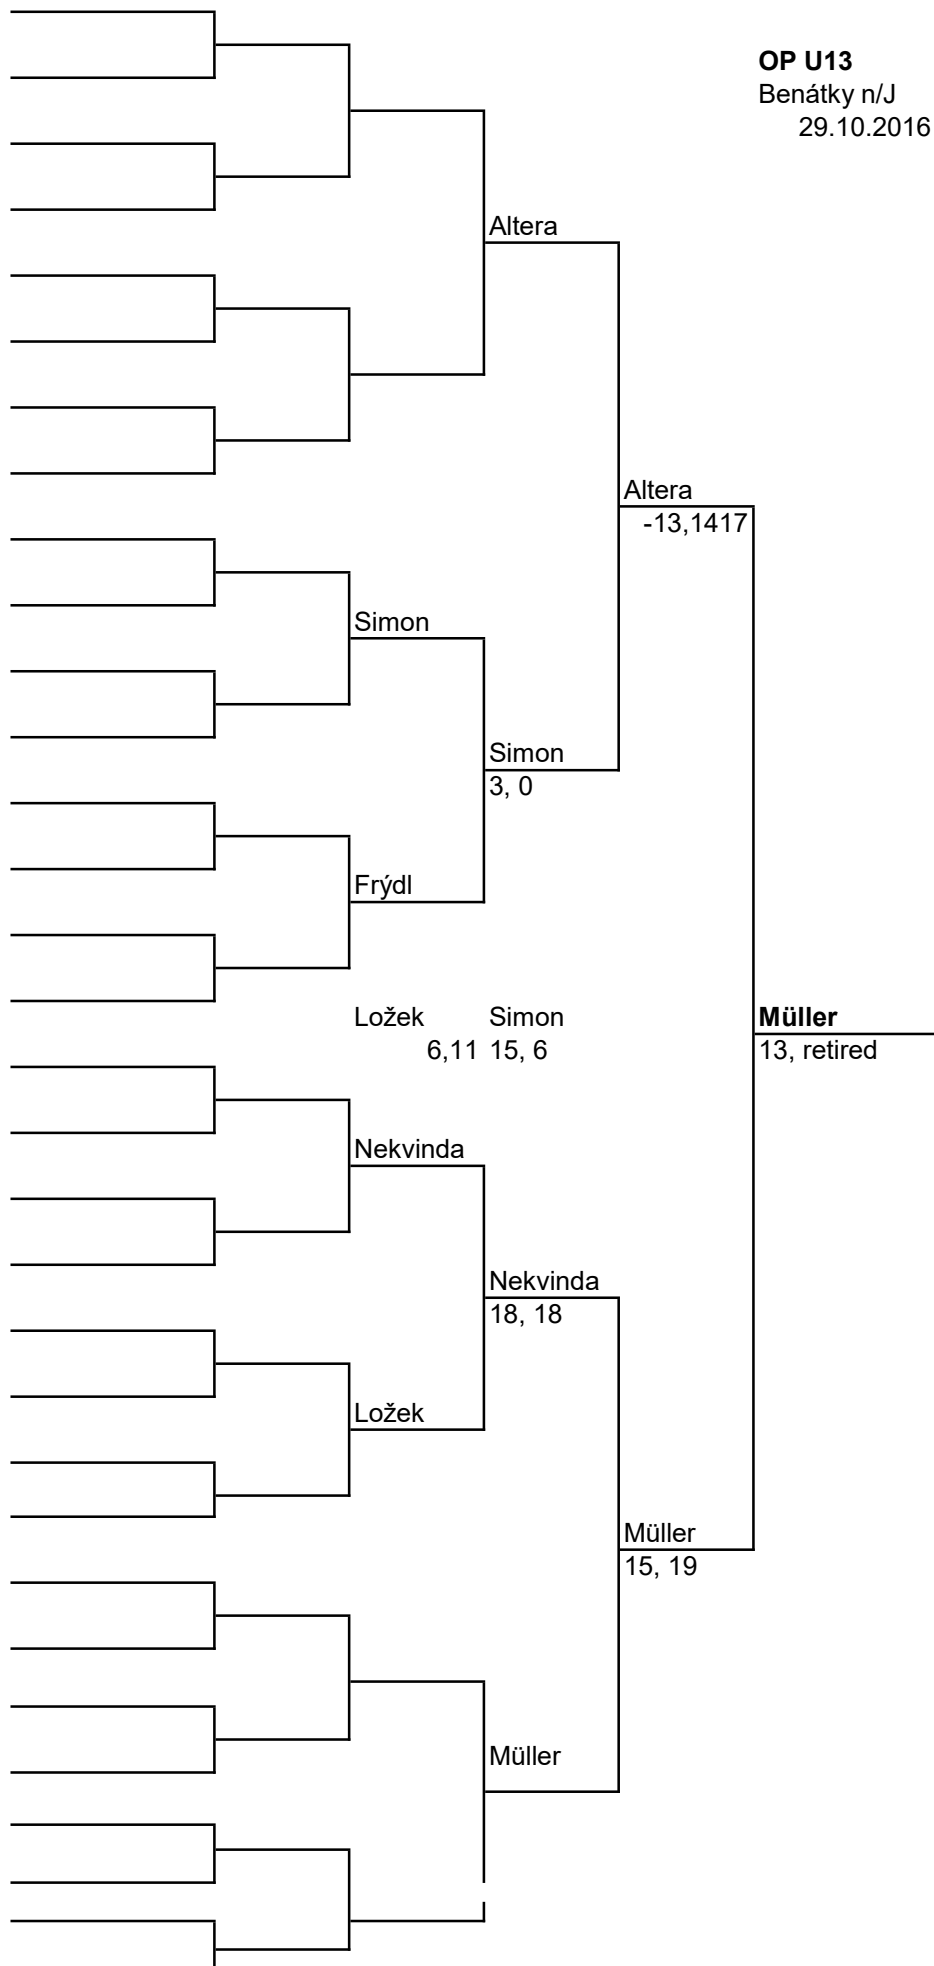 OP U13
Benátky n/J
29.10.2016
Altera
Altera
-13,1417
Simon
Simon
3, 0
Frýdl
Ložek Simon
6,11 15, 6
Müller
13, retired
Nekvinda
Nekvinda
18, 18
Ložek
Müller
15, 19
Müller